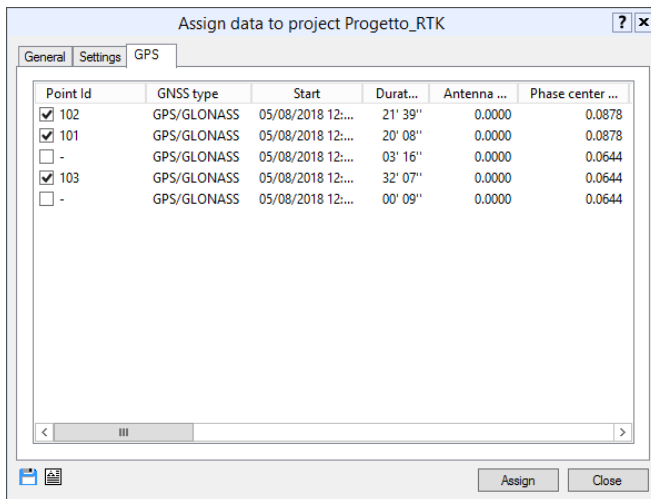 Assign data to project Progetto_RTK ? x
General Settings GPS
Point Id GNSS type Start Durat... Antenna ... Phase center ...
102 GPS/GLONASS 05/08/2018 12:... 21' 39'' 0.0000 0.0878
101 GPS/GLONASS 05/08/2018 12:... 20' 08'' 0.0000 0.0878
- GPS/GLONASS 05/08/2018 12:... 03' 16'' 0.0000 0.0644
103 GPS/GLONASS 05/08/2018 12:... 32' 07'' 0.0000 0.0644
- GPS/GLONASS 05/08/2018 12:... 00' 09'' 0.0000 0.0644
Assign Close